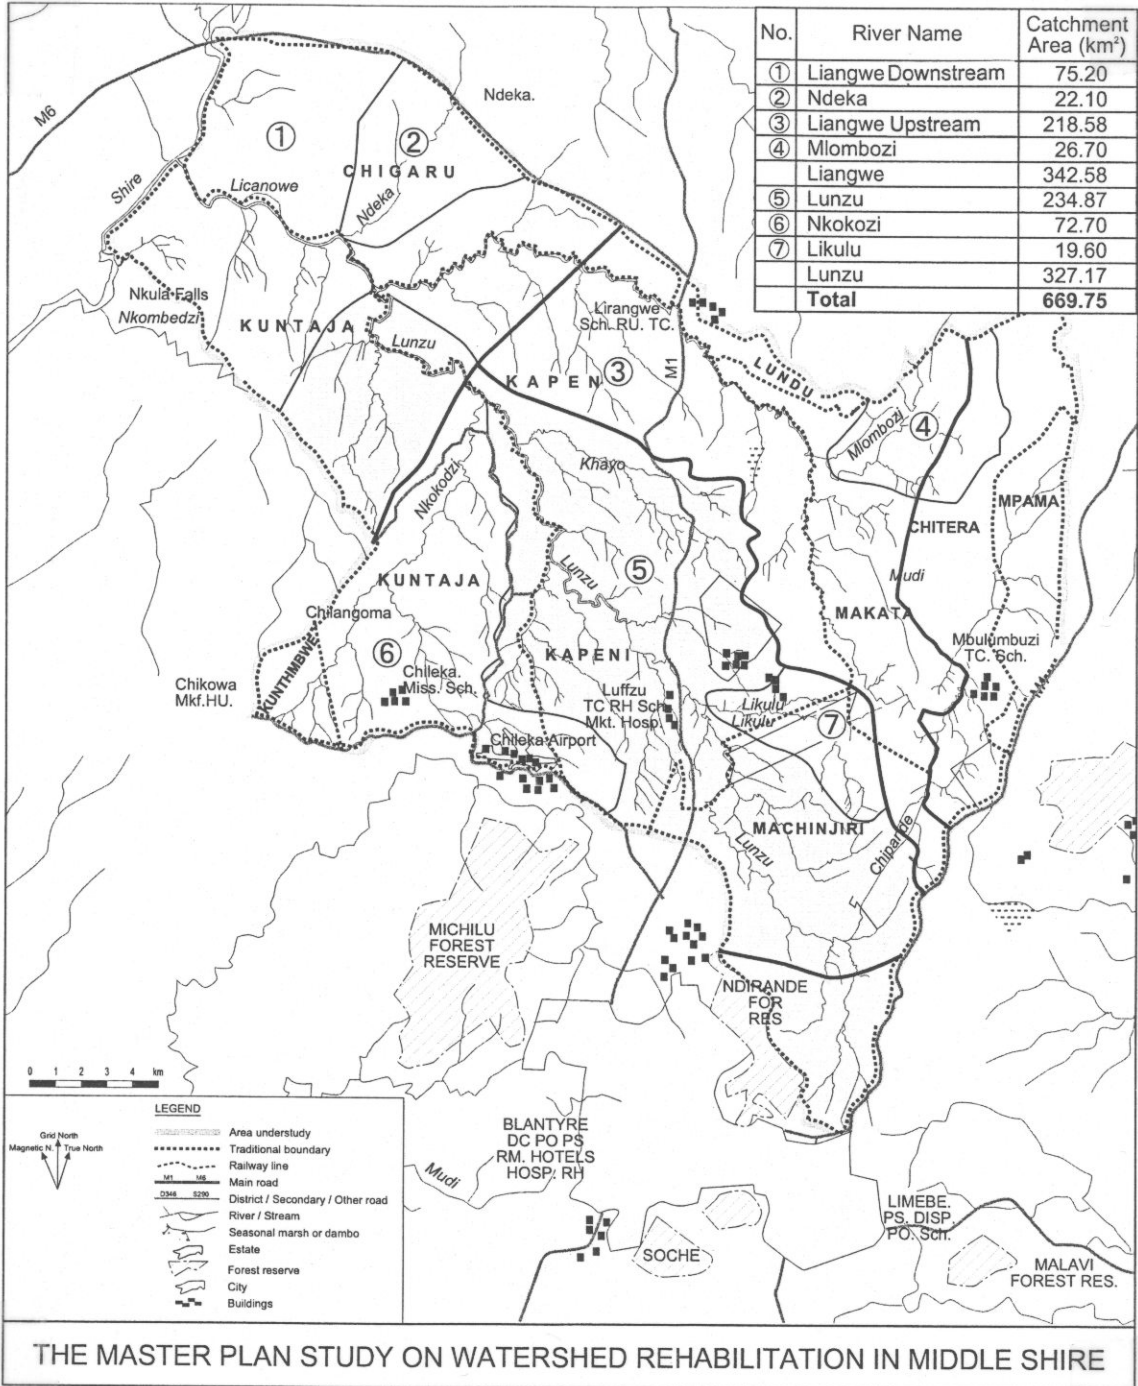 No. River Name Catchment Area (km²)
① Liangwe Downstream 75.20
② Ndeka 22.10
③ Liangwe Upstream 218.58
④ Mlombozi 26.70
Liangwe 342.58
⑤ Lunzu 234.87
⑥ Nkokozi 72.70
⑦ Likulu 19.60
Lunzu 327.17
Total 669.75
M6
Ndeka.
①
②
CHIGARU
Shire
Licanowe
Ndeka
Nkula Falls
Nkombedzi
KUNTAJA
Lunzu
Lirangwe
Sch. RU. TC.
KAPEN
③
M1
LUNDU
Mlombozi
④
Khayo
Nkokodzi
MPAMA
CHITERA
Lunzu
⑤
Mudi
KUNTAJA
Chilangoma
MAKATA
KUNTHMBWE
⑥
KAPENI
Mbulumbuzi
TC. Sch.
Chileka.
Miss. Sch.
Chikowa
Mkf.HU.
Luffzu
TC RH Sch
Mkt. Hosp.
Likulu
Likulu
⑦
Chileka Airport
MACHINJIRI
Lunzu
Chipande
MICHILU
FOREST
RESERVE
NDIRANDE
FOR
RES
0 1 2 3 4 km
BLANTYRE
DC PO PS
RM. HOTELS
HOSP. RH
Mudi
LIMEBE.
PS. DISP.
PO. Sch.
SOCHE
MALAVI
FOREST RES.
LEGEND
Grid North
Magnetic N. True North
Area understudy
Traditional boundary
Railway line
M1 M6 Main road
D346 S290 District / Secondary / Other road
River / Stream
Seasonal marsh or dambo
Estate
Forest reserve
City
Buildings
THE MASTER PLAN STUDY ON WATERSHED REHABILITATION IN MIDDLE SHIRE